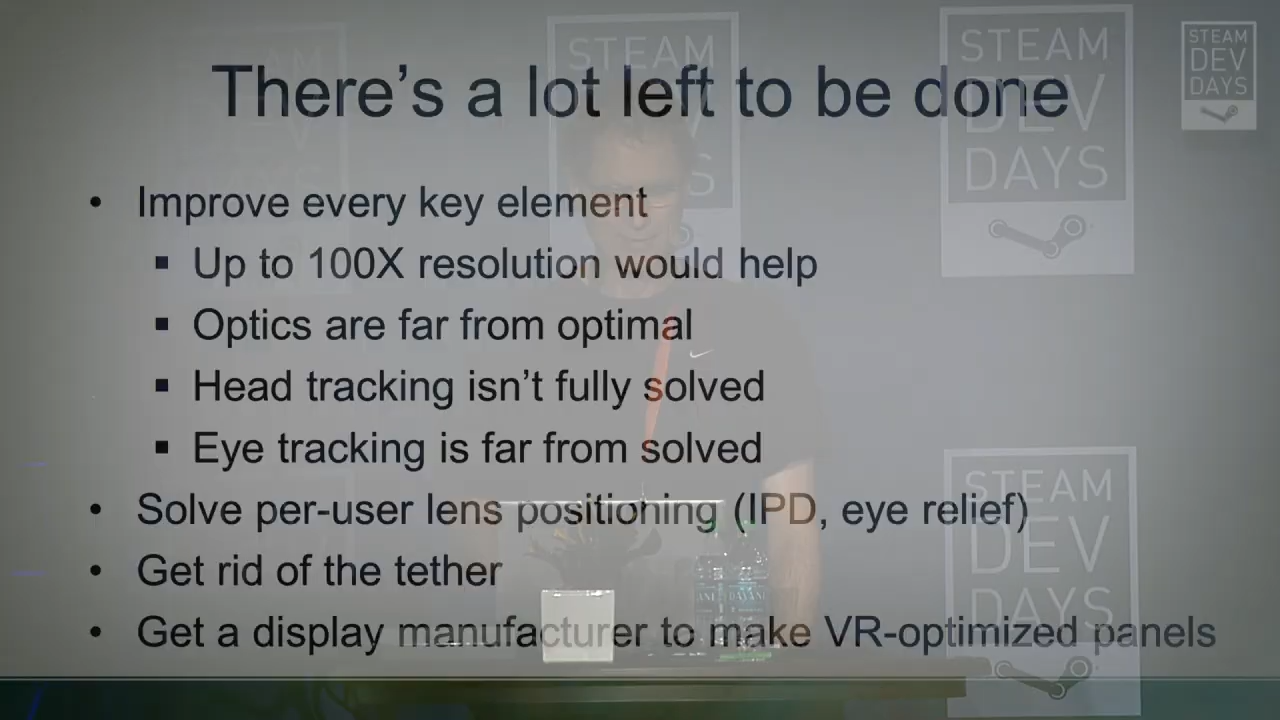 There's a lot left to be done
• Improve every key element
▪ Up to 100X resolution would help
▪ Optics are far from optimal
▪ Head tracking isn't fully solved
▪ Eye tracking is far from solved
• Solve per-user lens positioning (IPD, eye relief)
• Get rid of the tether
• Get a display manufacturer to make VR-optimized panels
STEAM
DEV
DAYS
STEAM
DEV
DAYS
STEAM
DEV
DAYS
STEAM
DEV
DAYS